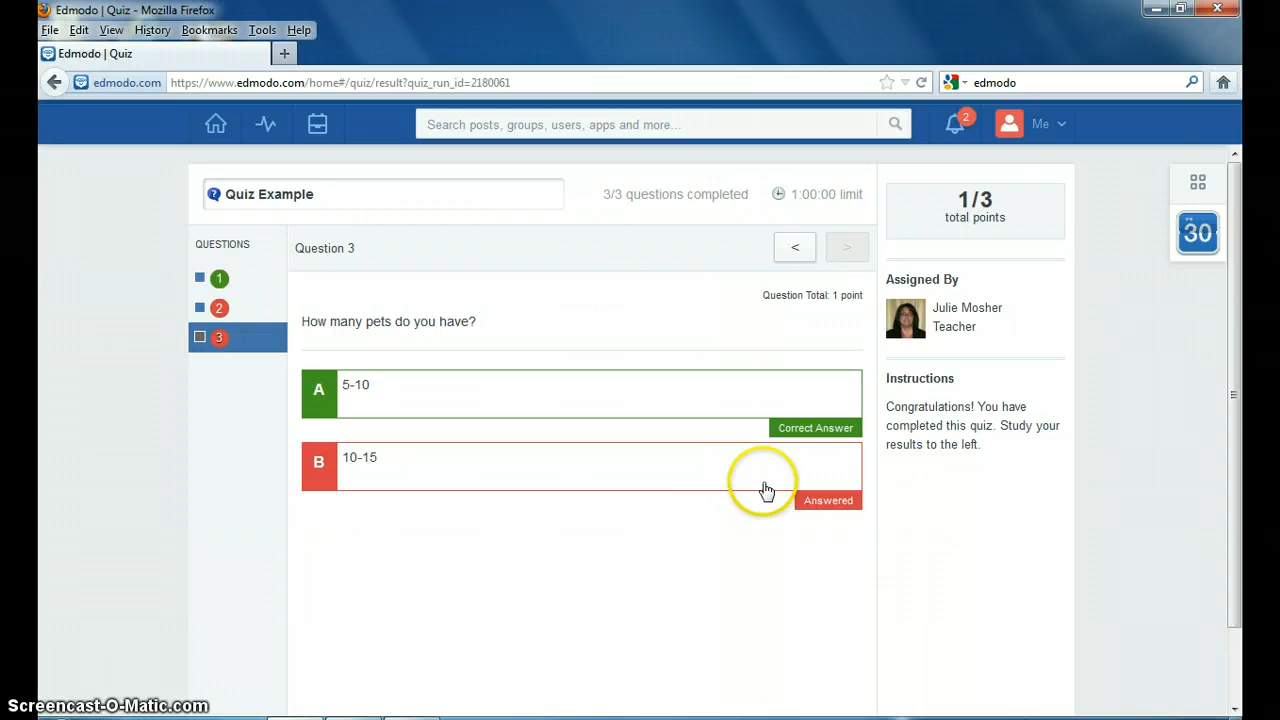 Edmodo | Quiz - Mozilla Firefox
File Edit View History Bookmarks Tools Help
Edmodo | Quiz
edmodo.com https://www.edmodo.com/home#/quiz/result?quiz_run_id=2180061 edmodo
Search posts, groups, users, apps and more... 2 Me
Quiz Example 3/3 questions completed 1:00:00 limit
1/3
total points
30
QUESTIONS
Question 3 < >
1
2
3
Question Total: 1 point
How many pets do you have?
A 5-10
Correct Answer
B 10-15
Answered
Assigned By
Julie Mosher
Teacher
Instructions
Congratulations! You have
completed this quiz. Study your
results to the left.
Screencast-O-Matic.com